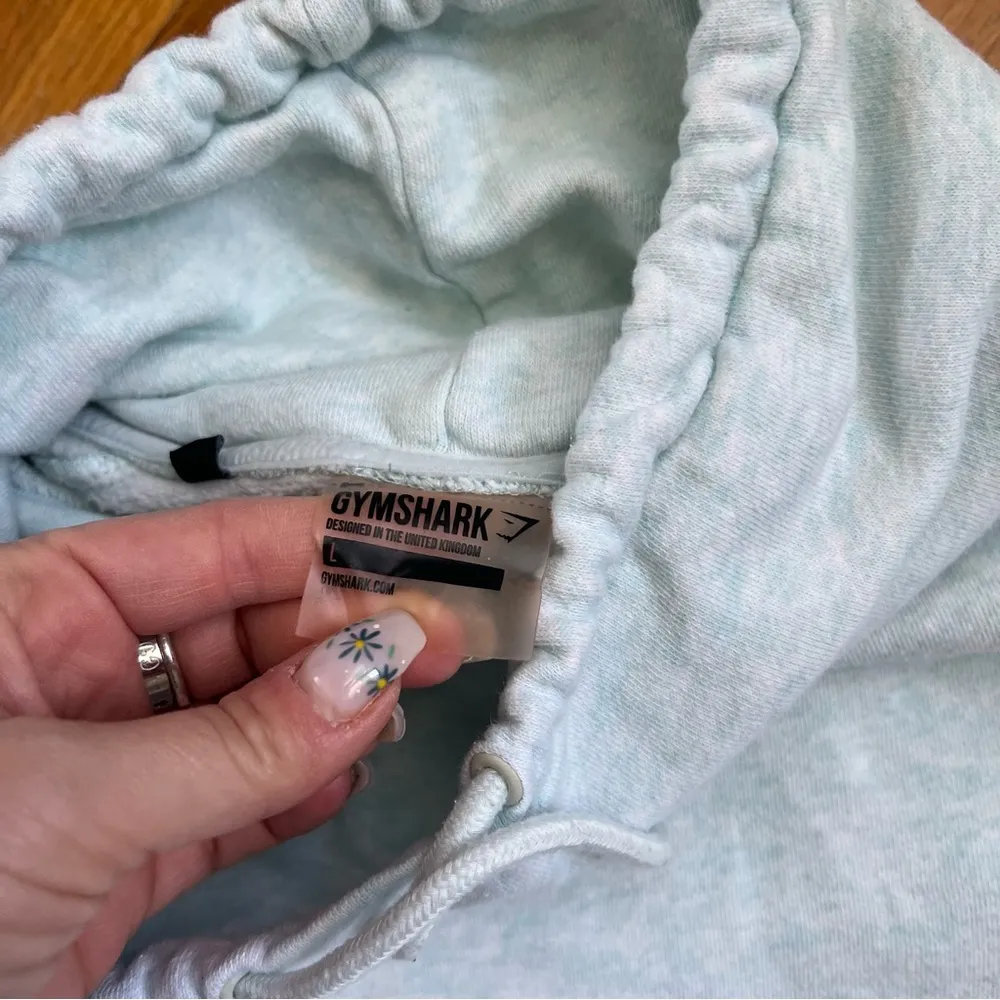 GYMSHARK
DESIGNED IN THE UNITED KINGDOM
L
GYMSHARK.COM